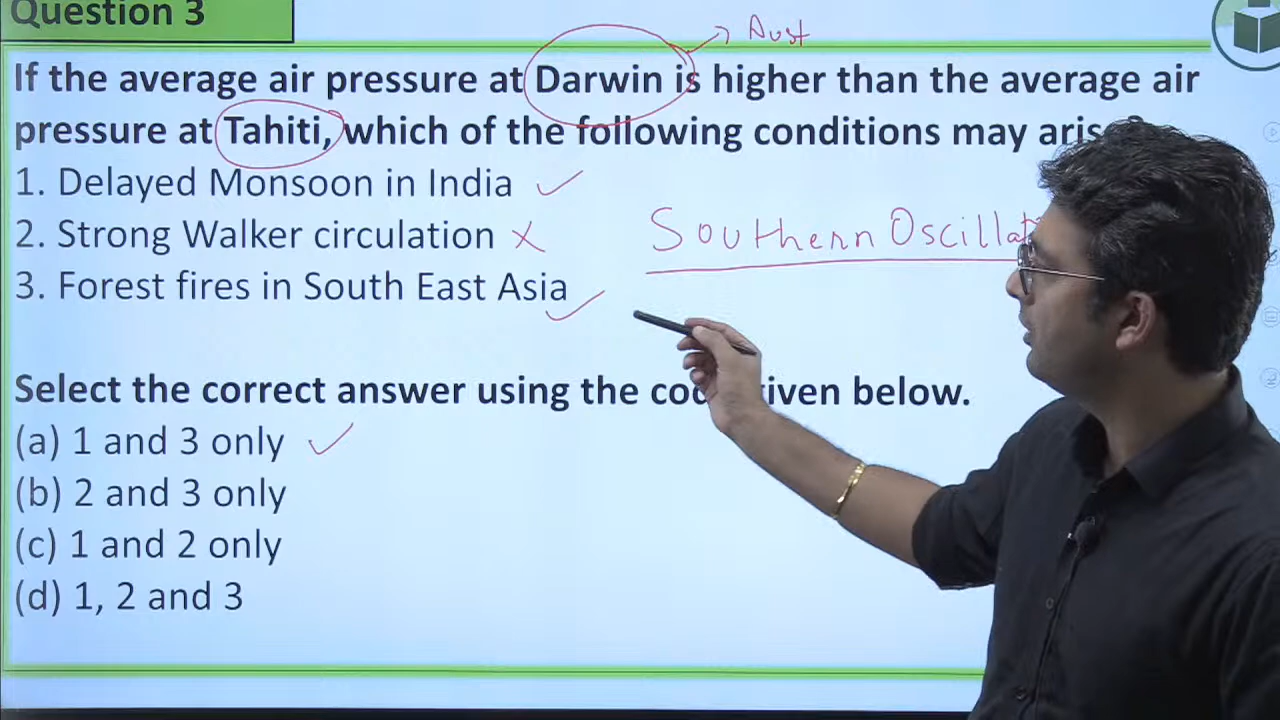 Question 3
Aust
If the average air pressure at Darwin is higher than the average air
pressure at Tahiti, which of the following conditions may arise?
1. Delayed Monsoon in India
2. Strong Walker circulation
Southern
3. Forest fires in South East Asia
Select the correct answer using the given below.
(a) 1 and 3 only
(b) 2 and 3 only
(c) 1 and 2 only
(d) 1, 2 and 3